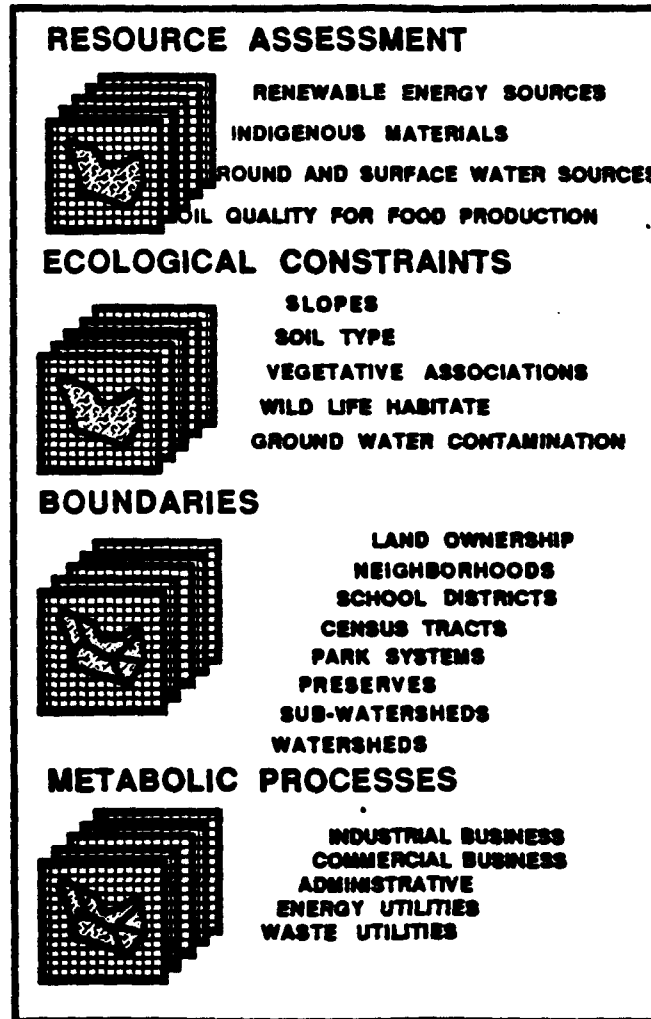 RESOURCE ASSESSMENT
RENEWABLE ENERGY SOURCES
INDIGENOUS MATERIALS
ROUND AND SURFACE WATER SOURCES
OIL QUALITY FOR FOOD PRODUCTION
ECOLOGICAL CONSTRAINTS
SLOPES
SOIL TYPE
VEGETATIVE ASSOCIATIONS
WILD LIFE HABITATE
GROUND WATER CONTAMINATION
BOUNDARIES
LAND OWNERSHIP
NEIGHBORHOODS
SCHOOL DISTRICTS
CENSUS TRACTS
PARK SYSTEMS
PRESERVES
SUB-WATERSHEDS
WATERSHEDS
METABOLIC PROCESSES
INDUSTRIAL BUSINESS
COMMERCIAL BUSINESS
ADMINISTRATIVE
ENERGY UTILITIES
WASTE UTILITIES